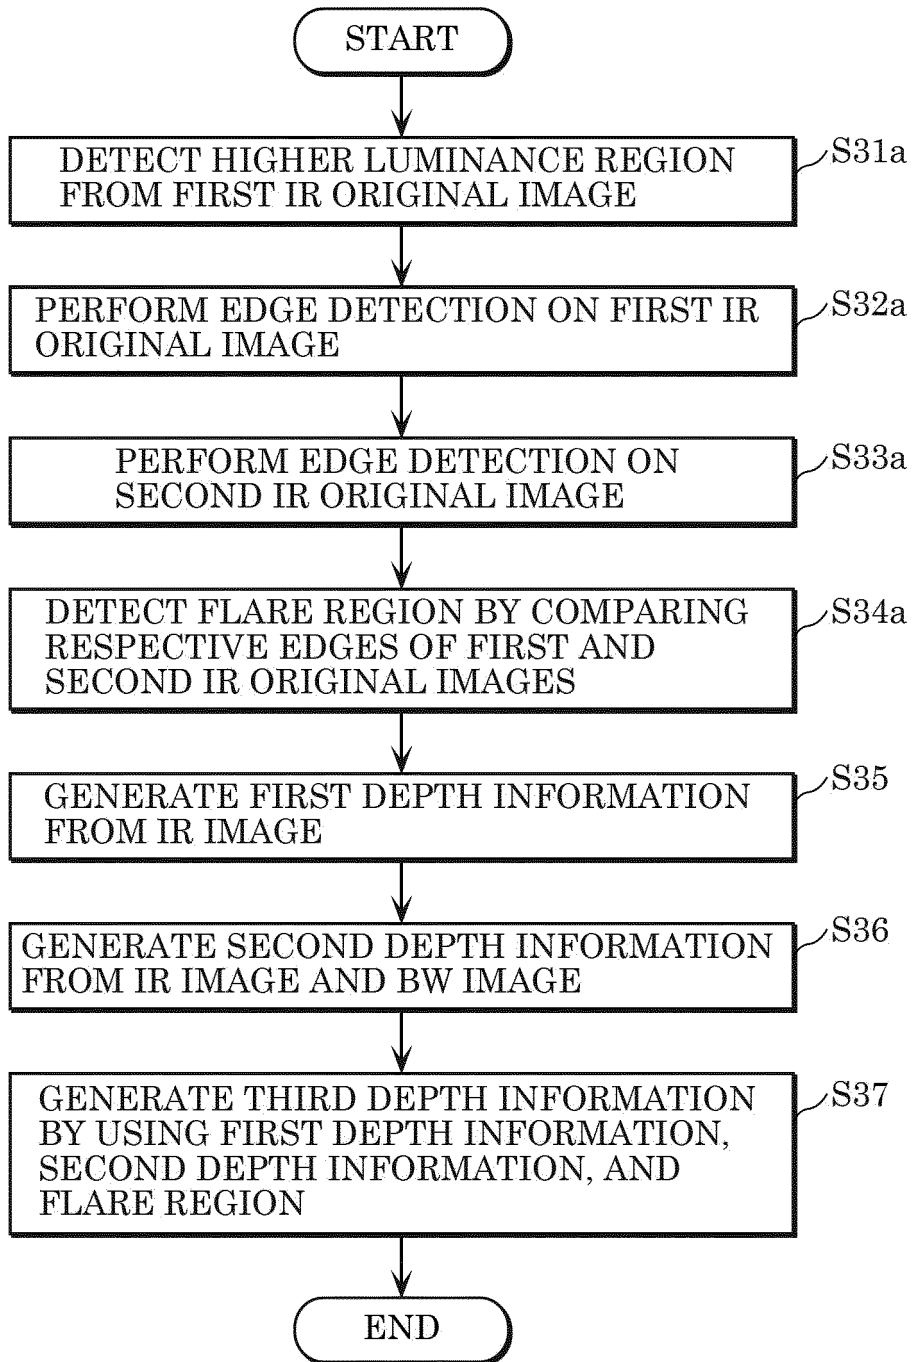 START
DETECT HIGHER LUMINANCE REGION
FROM FIRST IR ORIGINAL IMAGE
S31a
PERFORM EDGE DETECTION ON FIRST IR
ORIGINAL IMAGE
S32a
PERFORM EDGE DETECTION ON
SECOND IR ORIGINAL IMAGE
S33a
DETECT FLARE REGION BY COMPARING
RESPECTIVE EDGES OF FIRST AND
SECOND IR ORIGINAL IMAGES
S34a
GENERATE FIRST DEPTH INFORMATION
FROM IR IMAGE
S35
GENERATE SECOND DEPTH INFORMATION
FROM IR IMAGE AND BW IMAGE
S36
GENERATE THIRD DEPTH INFORMATION
BY USING FIRST DEPTH INFORMATION,
SECOND DEPTH INFORMATION, AND
FLARE REGION
S37
END